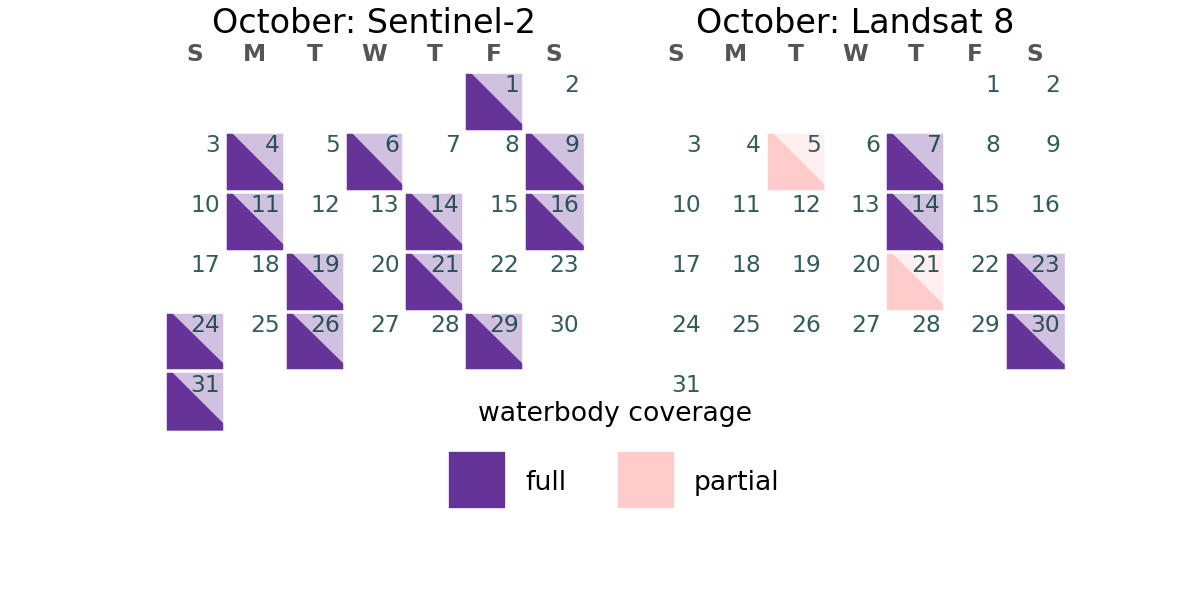 October: Sentinel-2
S M T W T F S
1 2
3 4 5 6 7 8 9
10 11 12 13 14 15 16
17 18 19 20 21 22 23
24 25 26 27 28 29 30
31
October: Landsat 8
S M T W T F S
1 2
3 4 5 6 7 8 9
10 11 12 13 14 15 16
17 18 19 20 21 22 23
24 25 26 27 28 29 30
31
waterbody coverage
full
partial